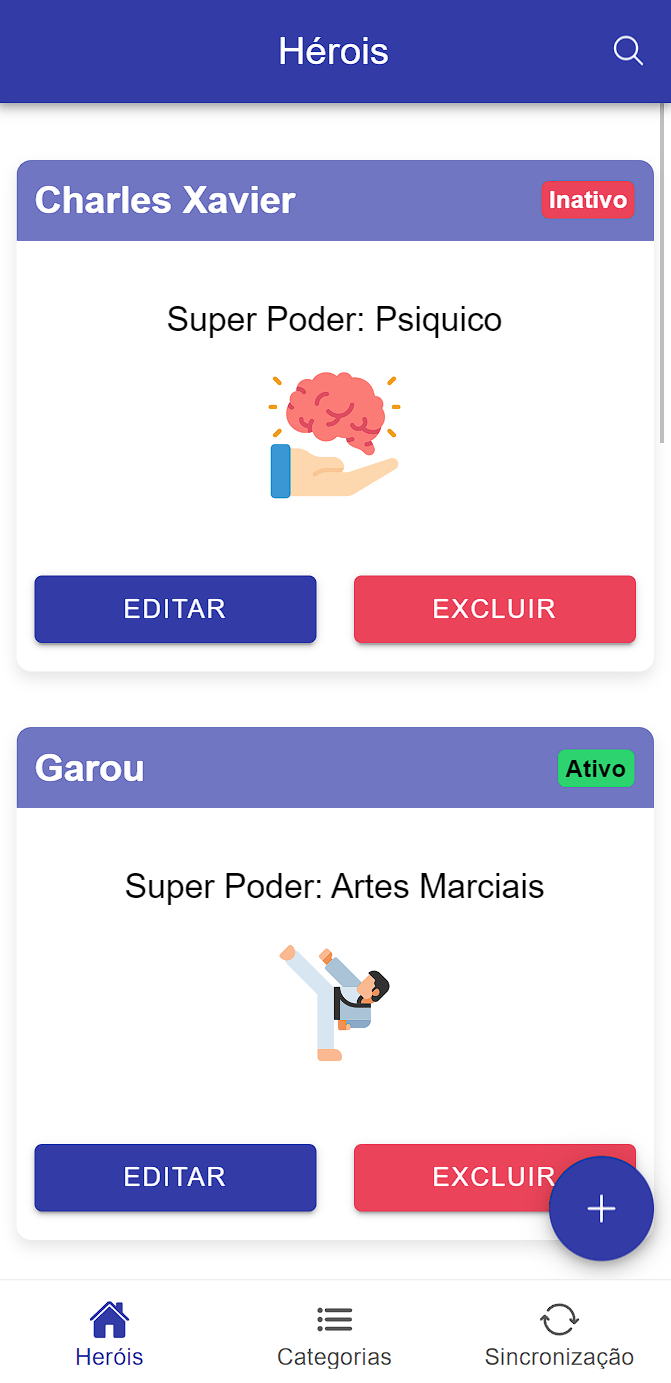 Hérois
Charles Xavier
Inativo
Super Poder: Psiquico
EDITAR
EXCLUIR
Garou
Ativo
Super Poder: Artes Marciais
EDITAR
EXCLUIR
Heróis
Categorias
Sincronização